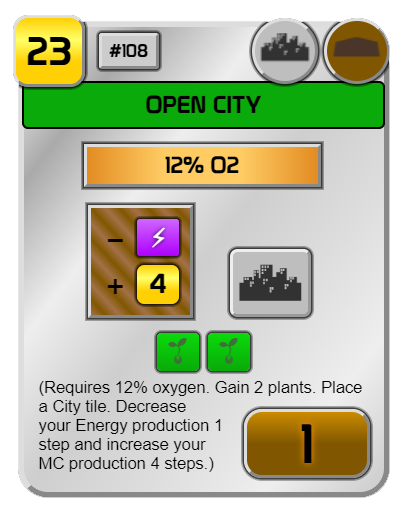 23
#108
OPEN CITY
12% O2
-
+ 4
(Requires 12% oxygen. Gain 2 plants. Place
a City tile. Decrease
your Energy production 1
step and increase your
MC production 4 steps.)
1